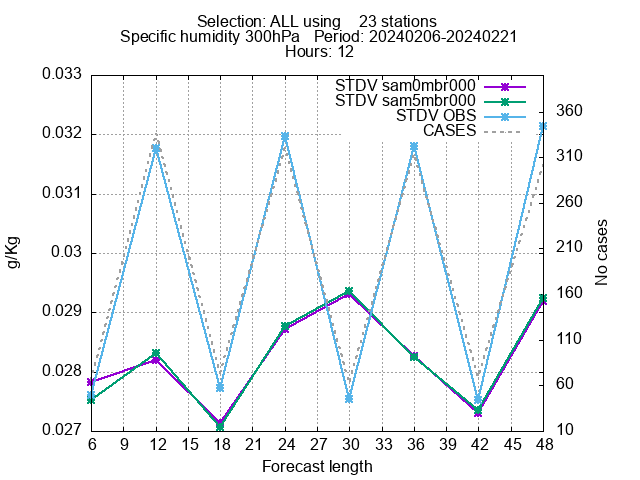 Selection: ALL using    23 stations
Specific humidity 300hPa   Period: 20240206-20240221
Hours: 12
STDV sam0mbr000
STDV sam5mbr000
STDV OBS
CASES
0.033
0.032
0.031
0.03
0.029
0.028
0.027
g/Kg
360
310
260
210
160
110
60
10
No cases
6 9 12 15 18 21 24 27 30 33 36 39 42 45 48
Forecast length